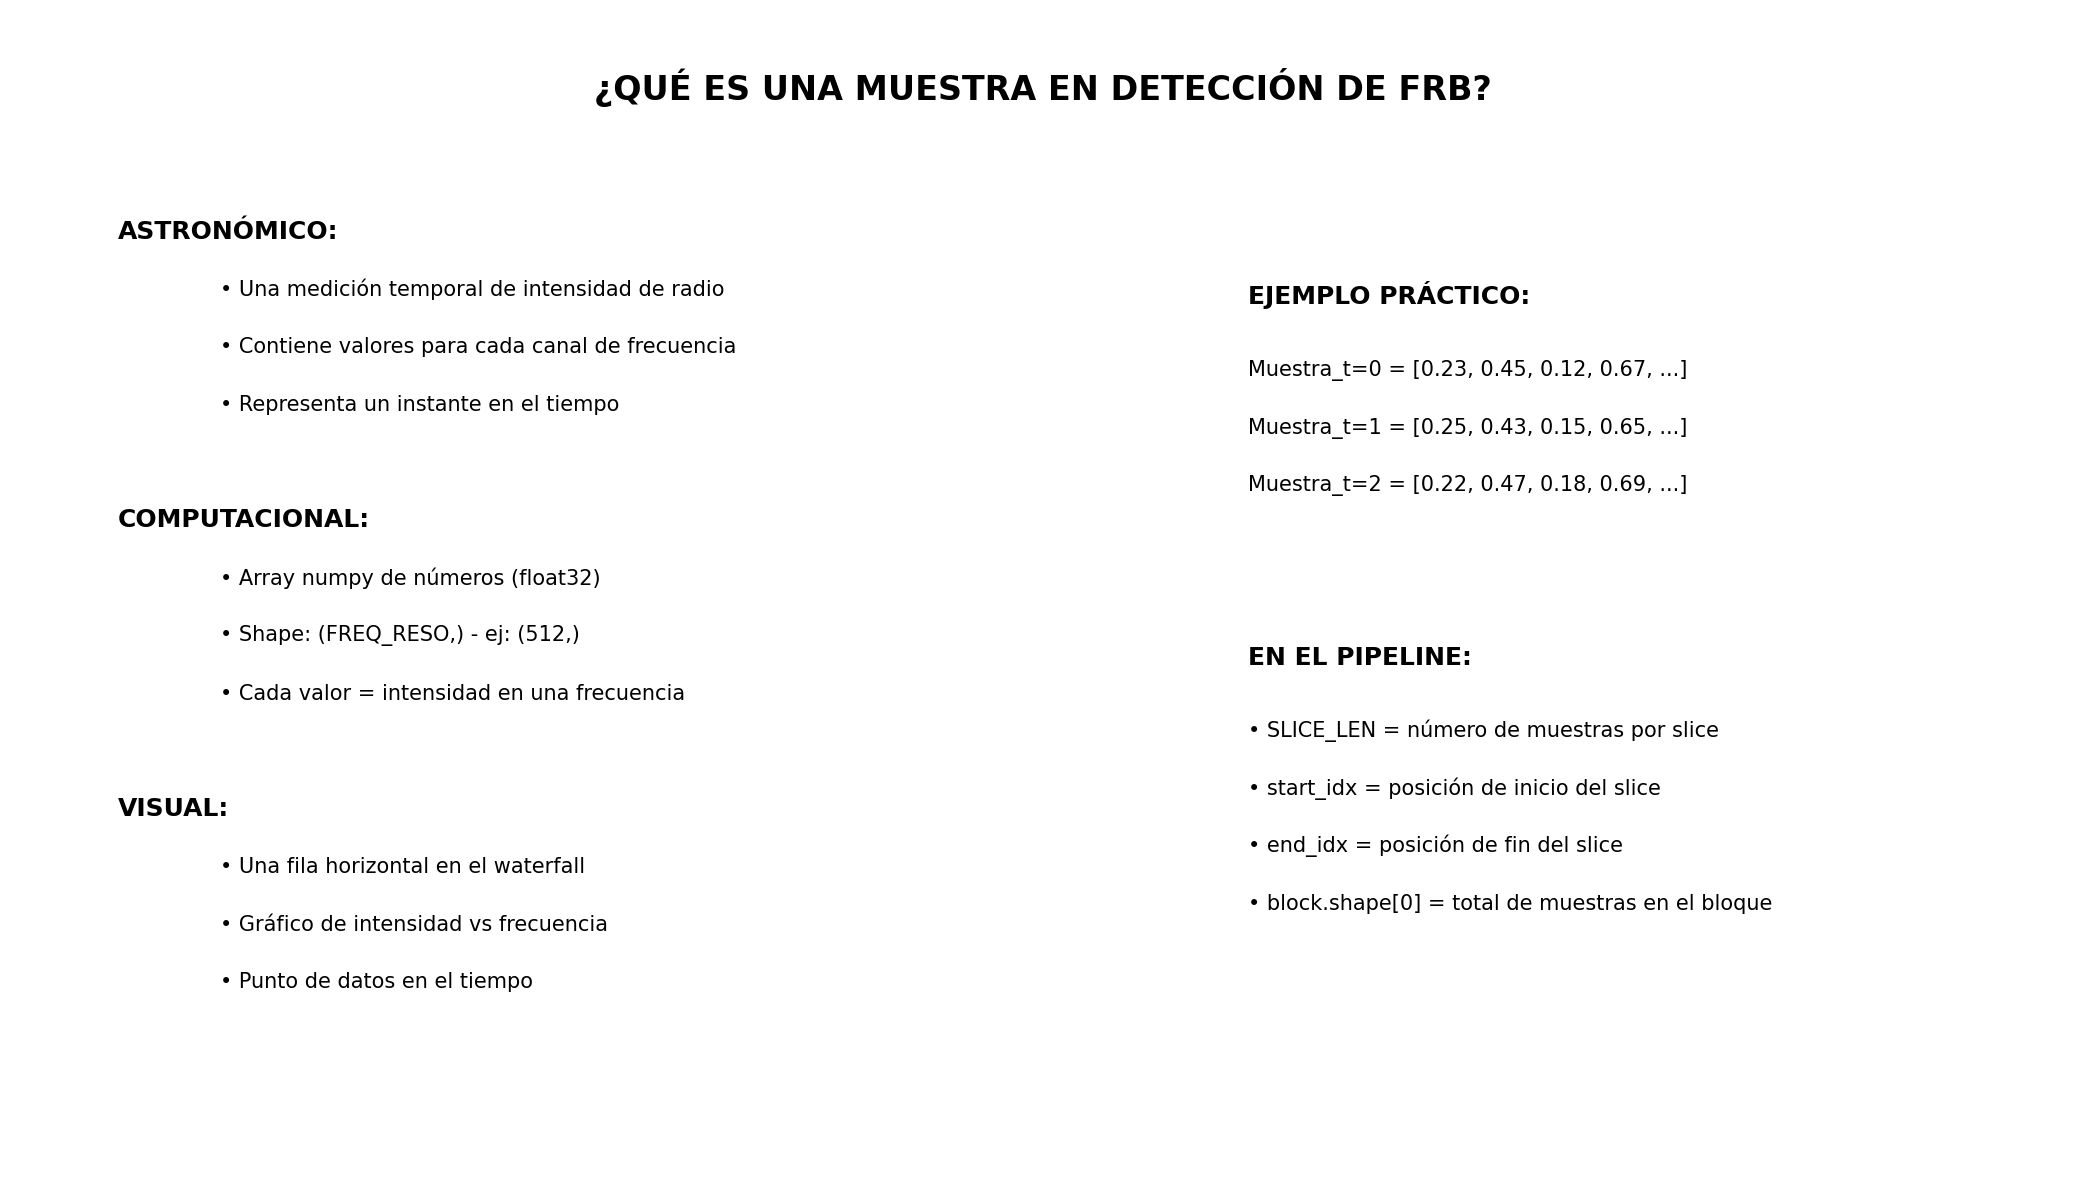 ¿QUÉ ES UNA MUESTRA EN DETECCIÓN DE FRB?
ASTRONÓMICO:
• Una medición temporal de intensidad de radio
• Contiene valores para cada canal de frecuencia
• Representa un instante en el tiempo
COMPUTACIONAL:
• Array numpy de números (float32)
• Shape: (FREQ_RESO,) - ej: (512,)
• Cada valor = intensidad en una frecuencia
VISUAL:
• Una fila horizontal en el waterfall
• Gráfico de intensidad vs frecuencia
• Punto de datos en el tiempo
EJEMPLO PRÁCTICO:
Muestra_t=0 = [0.23, 0.45, 0.12, 0.67, ...]
Muestra_t=1 = [0.25, 0.43, 0.15, 0.65, ...]
Muestra_t=2 = [0.22, 0.47, 0.18, 0.69, ...]
EN EL PIPELINE:
• SLICE_LEN = número de muestras por slice
• start_idx = posición de inicio del slice
• end_idx = posición de fin del slice
• block.shape[0] = total de muestras en el bloque